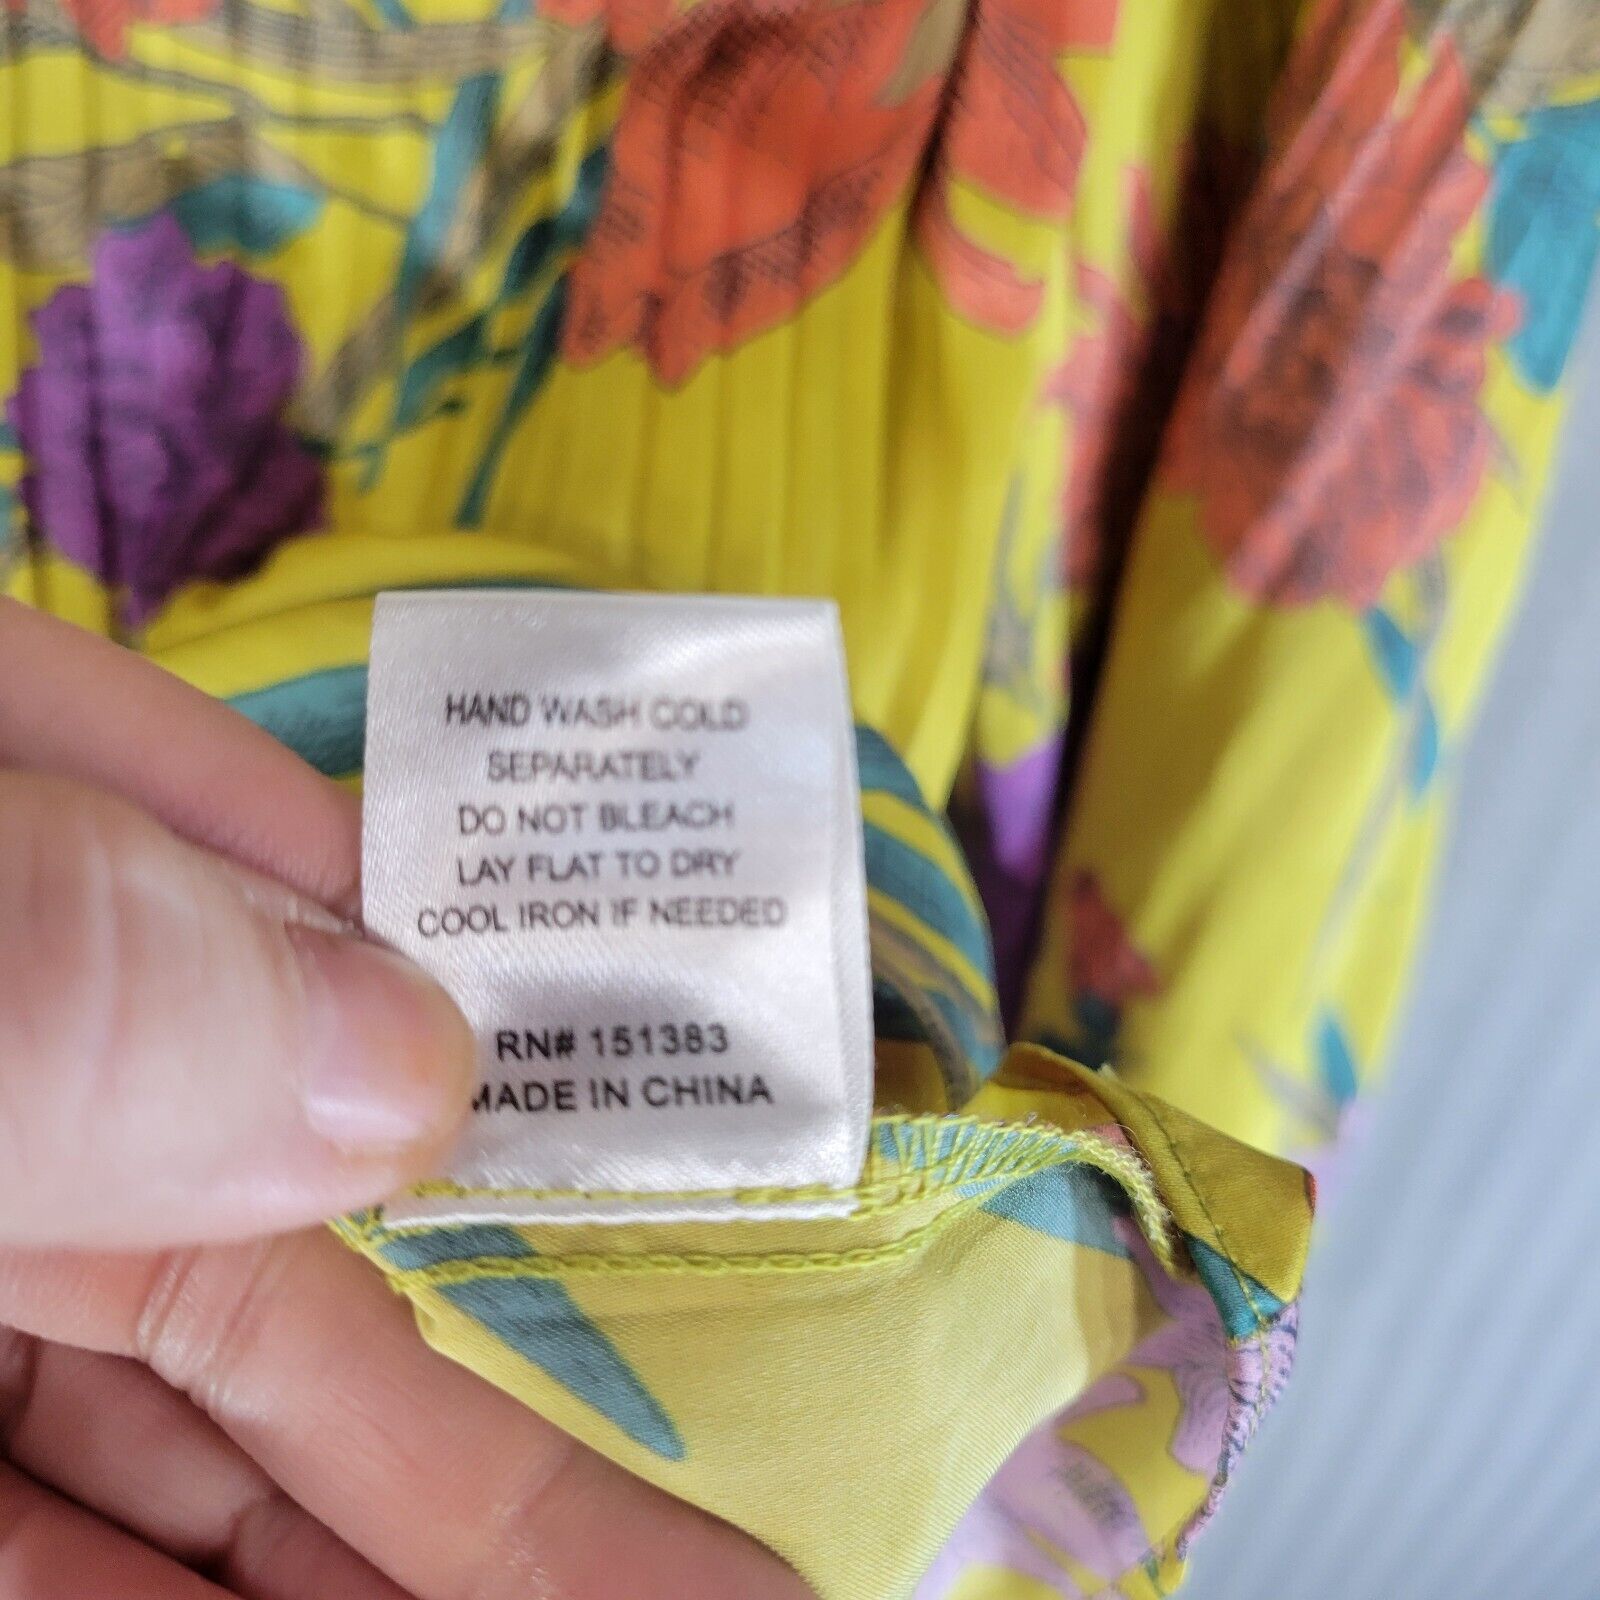 HAND WASH COLD
SEPARATELY
DO NOT BLEACH
LAY FLAT TO DRY
COOL IRON IF NEEDED
RN# 151383
MADE IN CHINA